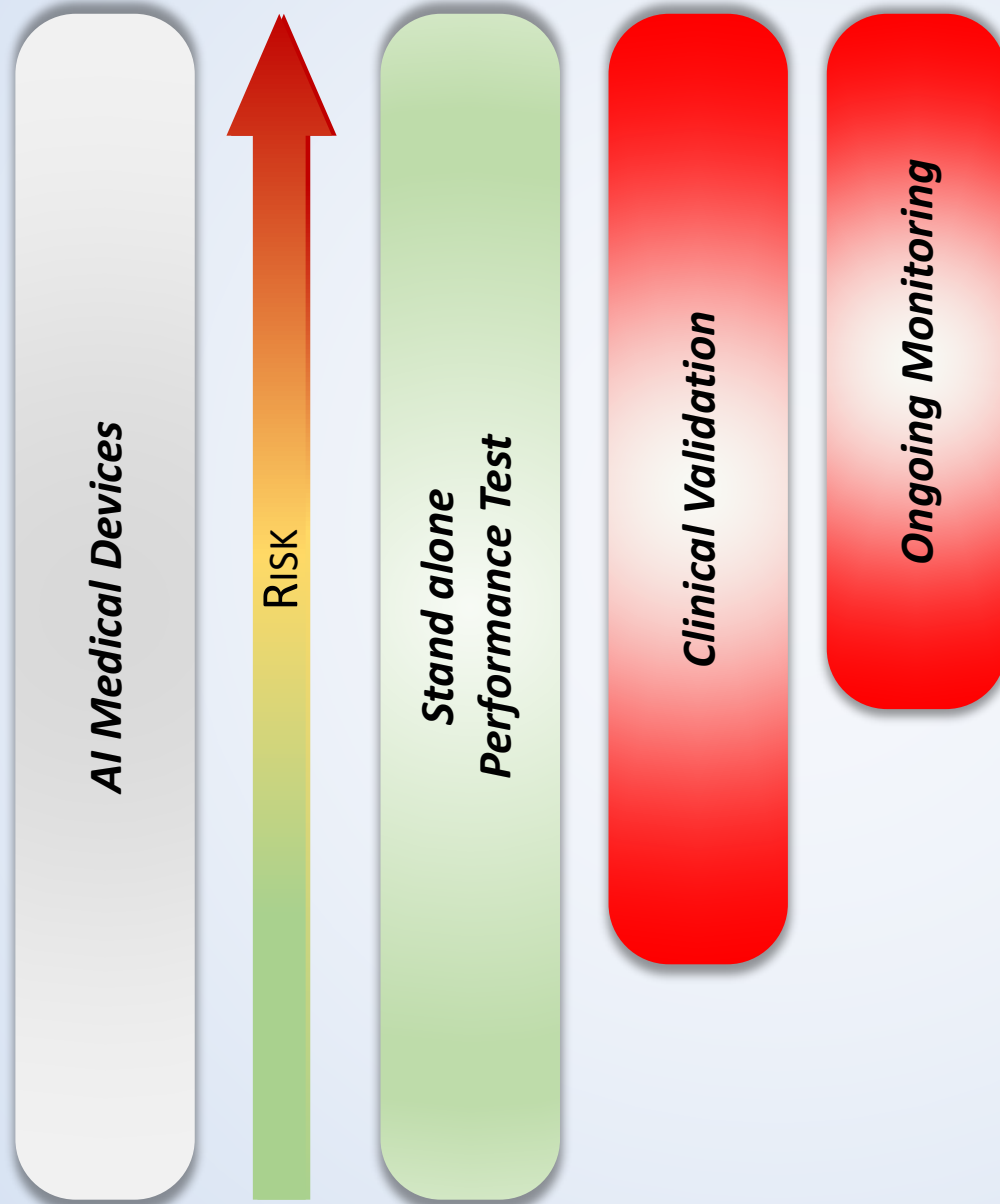 AI Medical Devices
RISK
Stand alone
Performance Test
Clinical Validation
Ongoing Monitoring